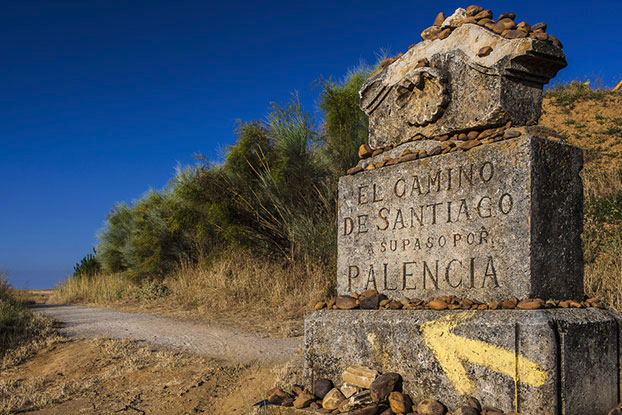 EL CAMINO
DE SANTIAGO
A SU PASO POR
PALENCIA